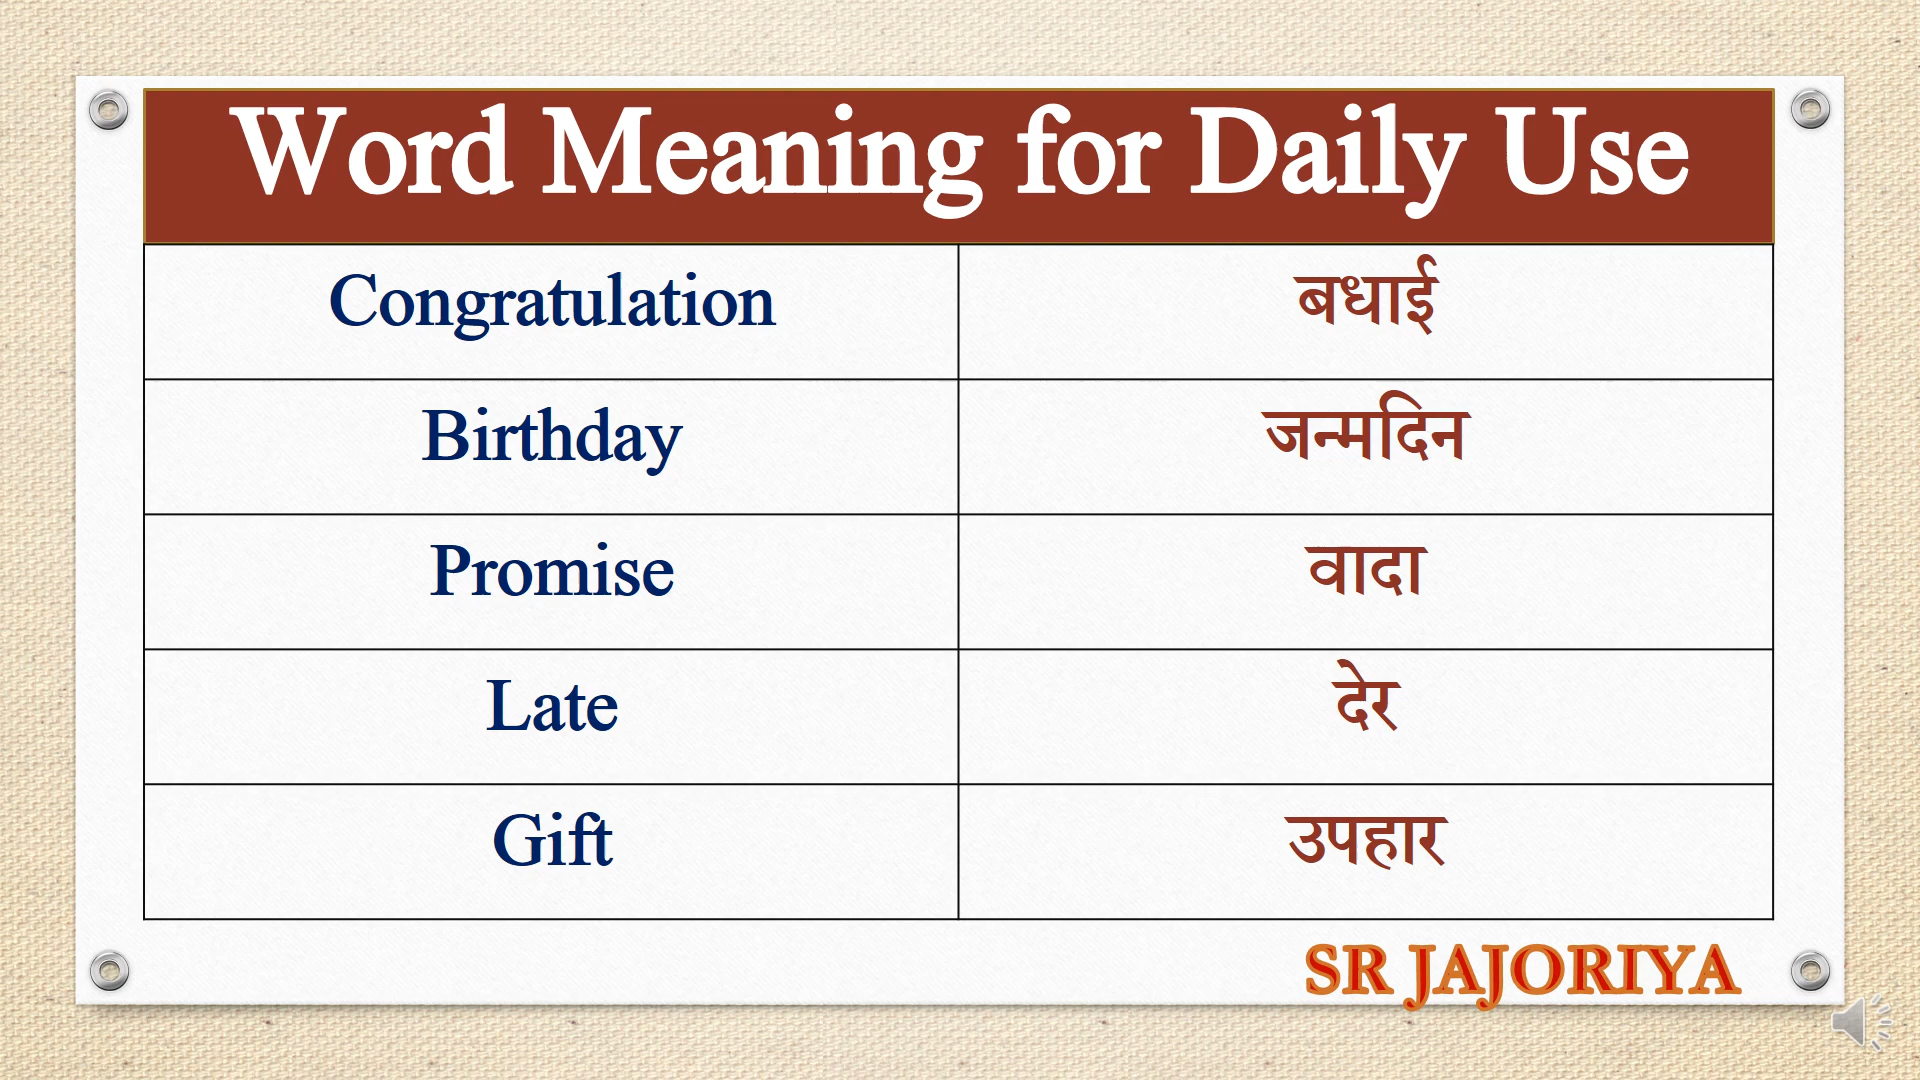 Word Meaning for Daily Use
Congratulation बधाई
Birthday जन्मदिन
Promise वादा
Late देर
Gift उपहार
SR JAJORIYA